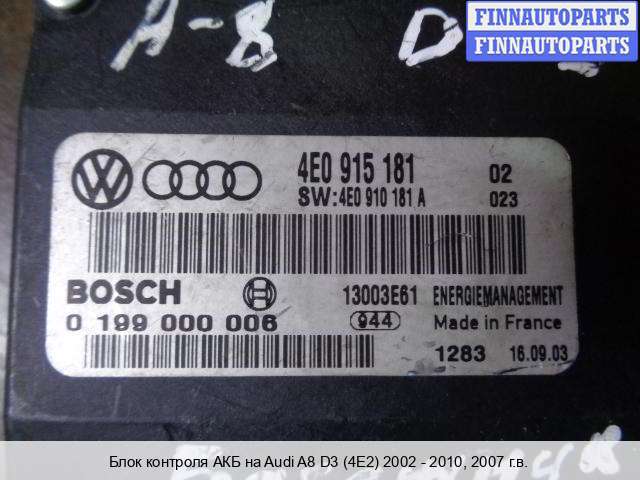 FINNAUTOPARTS
FINNAUTOPARTS
A-8 D
4E0 915 181 02
SW:4E0 910 181 A 023
BOSCH 13003E61 ENERGIEMANAGEMENT
0 199 000 006 944 Made in France
1283 16.09.03
Блок контроля АКБ на Audi A8 D3 (4E2) 2002 - 2010, 2007 г.в.